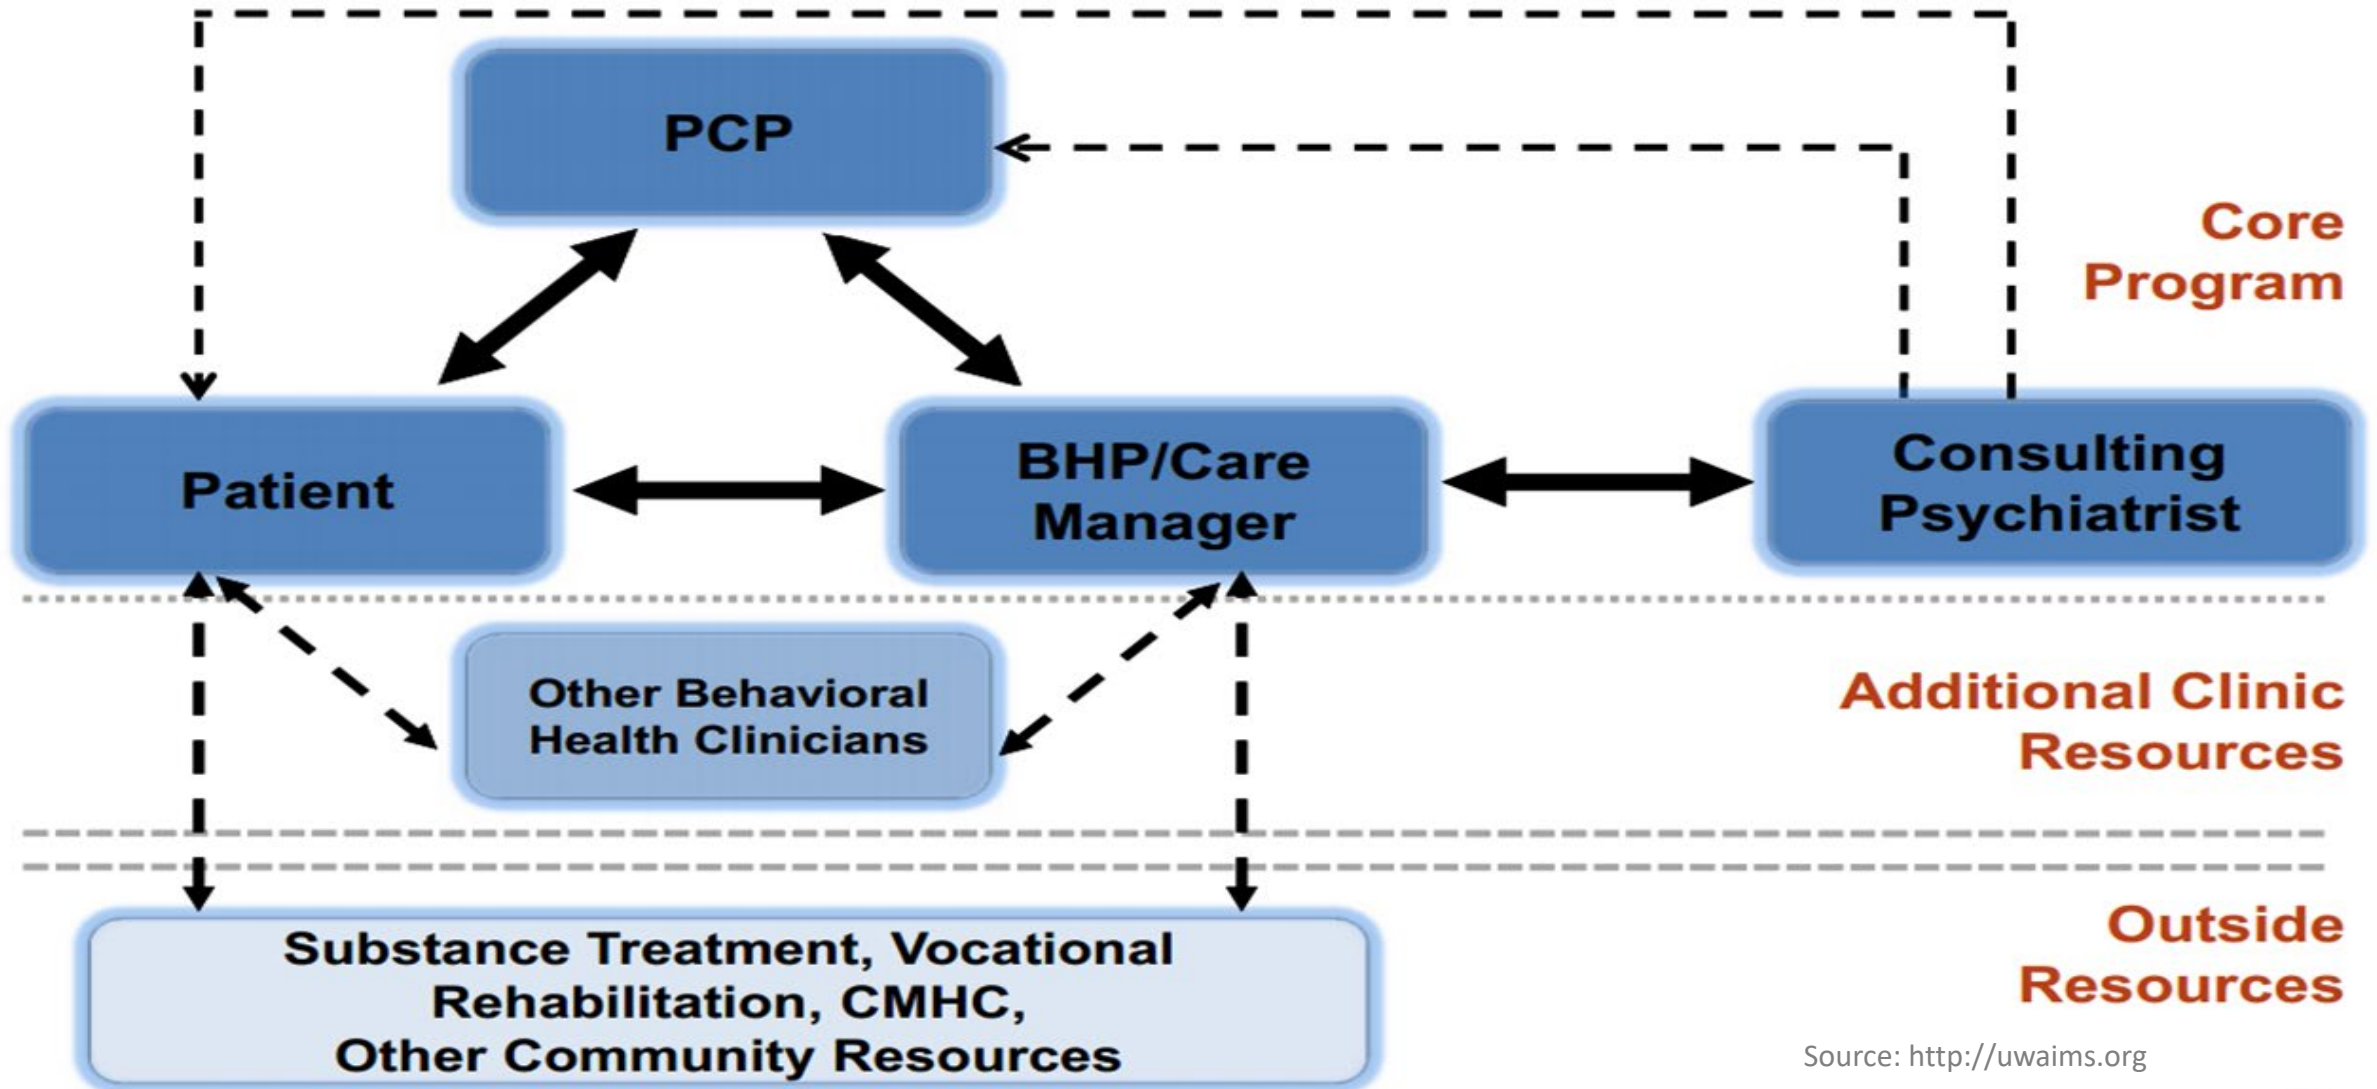 PCP
Core
Program
Patient
BHP/Care
Manager
Consulting
Psychiatrist
Other Behavioral
Health Clinicians
Additional Clinic
Resources
Substance Treatment, Vocational
Rehabilitation, CMHC,
Other Community Resources
Outside
Resources
Source: http://uwaims.org